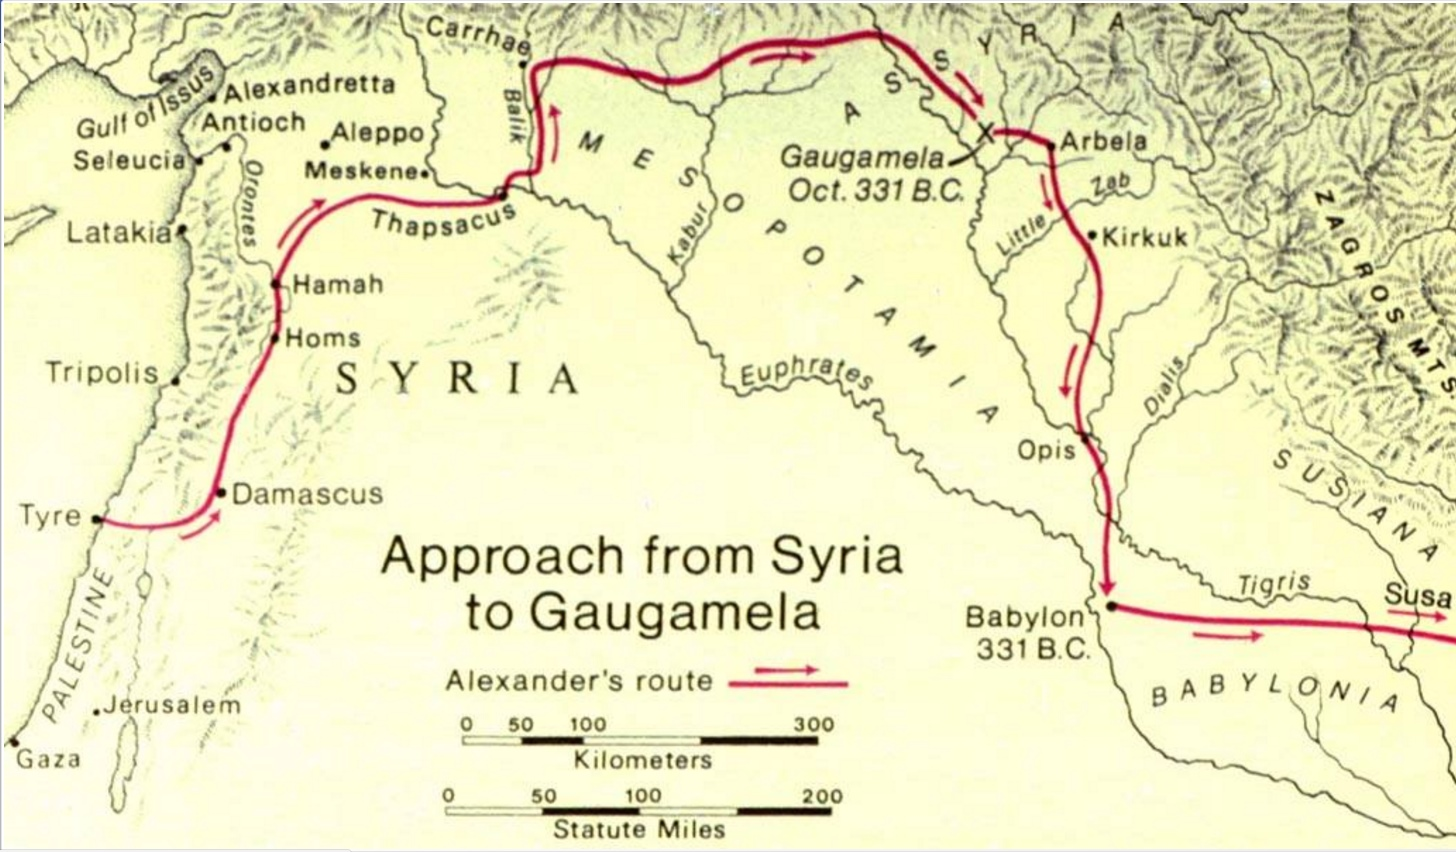 Carrhae
SYRIA
ASSYRIA
Gulf of Issus
Alexandretta
Antioch
Aleppo
Seleucia
Meskene
Balik
MESOPOTAMIA
Gaugamela
Oct. 331 B.C.
Arbela
Orontes
Thapsacus
Kabur
Little Zab
Latakia
Kirkuk
ZAGROS MTS
Hamah
Homs
Tripolis
SYRIA
Euphrates
Dialis
Opis
SUSIANA
Damascus
Tyre
Approach from Syria
to Gaugamela
Tigris
Susa
Babylon
331 B.C.
PALESTINE
Alexander's route
BABYLONIA
Jerusalem
0 50 100 300
Kilometers
Gaza
0 50 100 200
Statute Miles